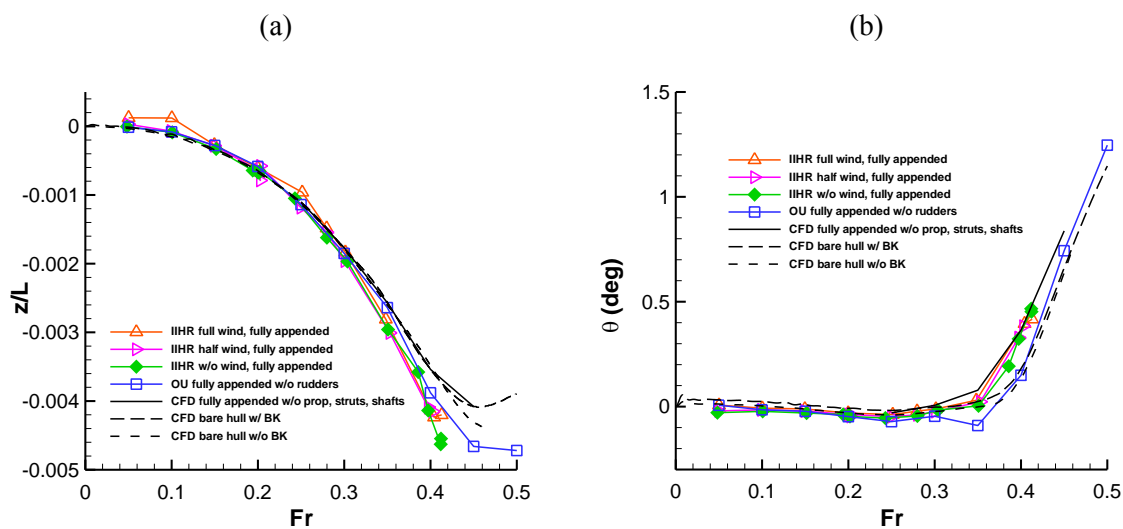 (a)
(b)
z/L
0
-0.001
-0.002
-0.003
-0.004
-0.005
IIHR full wind, fully appended
IIHR half wind, fully appended
IIHR w/o wind, fully appended
OU fully appended w/o rudders
CFD fully appended w/o prop, struts, shafts
CFD bare hull w/ BK
CFD bare hull w/o BK
0 0.1 0.2 0.3 0.4 0.5
Fr
θ (deg)
1.5
1
0.5
0
IIHR full wind, fully appended
IIHR half wind, fully appended
IIHR w/o wind, fully appended
OU fully appended w/o rudders
CFD fully appended w/o prop, struts, shafts
CFD bare hull w/ BK
CFD bare hull w/o BK
0 0.1 0.2 0.3 0.4 0.5
Fr